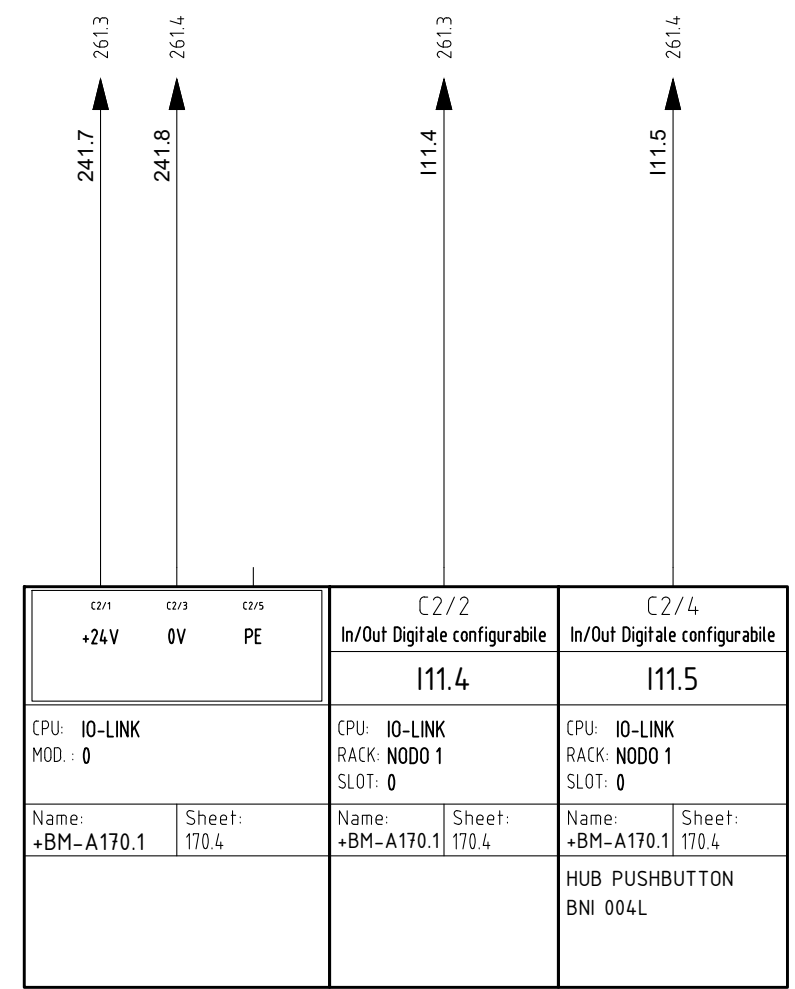 261.3
261.4
261.3
261.4
241.7
241.8
I11.4
I11.5
C2/1 C2/3 C2/5
+24V 0V PE
C2/2
In/Out Digitale configurabile
I11.4
C2/4
In/Out Digitale configurabile
I11.5
CPU: IO-LINK
MOD. : 0
CPU: IO-LINK
RACK: NODO 1
SLOT: 0
CPU: IO-LINK
RACK: NODO 1
SLOT: 0
Name: Sheet:
+BM-A170.1 170.4
Name: Sheet:
+BM-A170.1 170.4
Name: Sheet:
+BM-A170.1 170.4
HUB PUSHBUTTON
BNI 004L